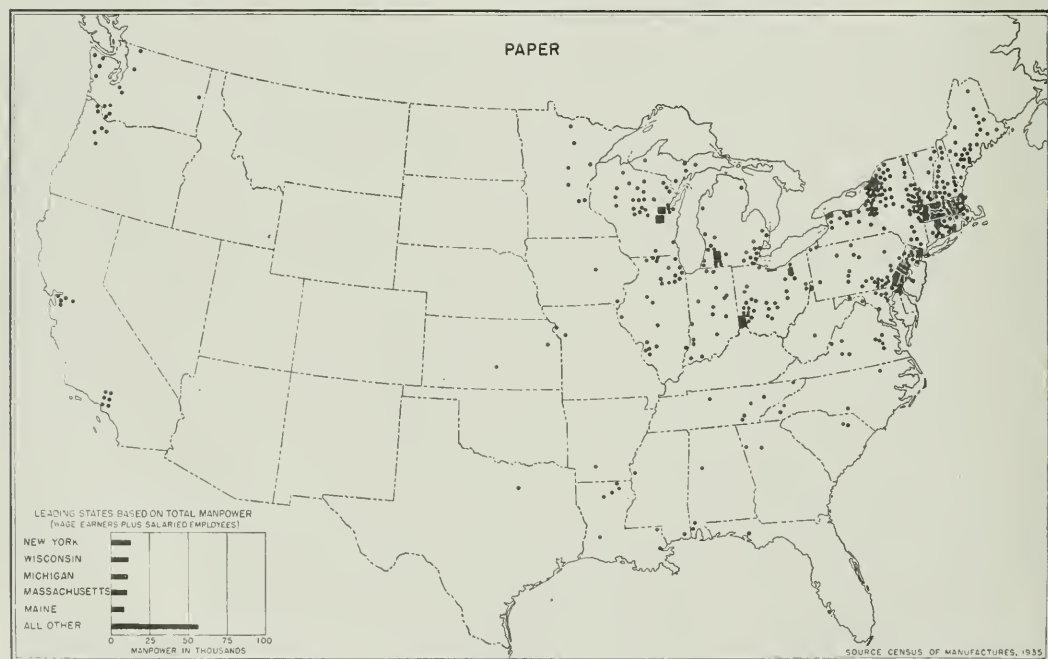 PAPER
LEADING STATES BASED ON TOTAL MANPOWER
(WAGE EARNERS PLUS SALARIED EMPLOYEES)
NEW YORK
WISCONSIN
MICHIGAN
MASSACHUSETTS
MAINE
ALL OTHER
0 25 50 75 100
MANPOWER IN THOUSANDS
SOURCE CENSUS OF MANUFACTURES, 1935